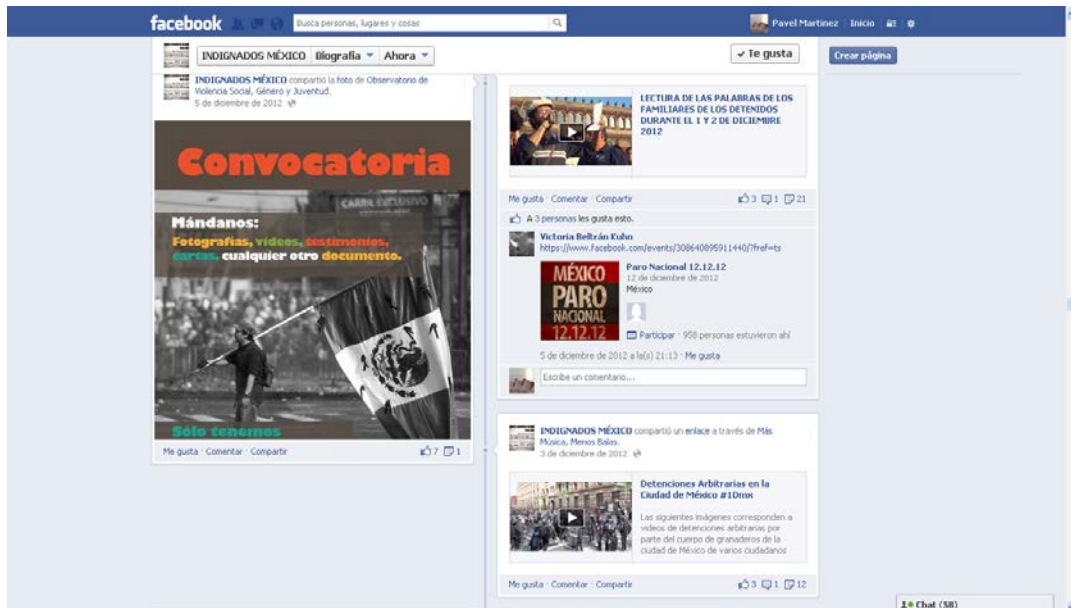 facebook
Busca personas, lugares y cosas
Pavel Martinez Inicio
INDIGNADOS MÉXICO Biografía Ahora
✓ Te gusta
Crear página
INDIGNADOS MÉXICO compartió la foto de Observatorio de
Violencia Social, Género y Juventud.
5 de diciembre de 2012
Convocatoria
CARRIL EXCLUSIVO
Mándanos:
Fotografías, vídeos, testimonios,
cartas, cualquier otro documento.
Sólo tenemos
Me gusta · Comentar · Compartir 7 1
LECTURA DE LAS PALABRAS DE LOS
FAMILIARES DE LOS DETENIDOS
DURANTE EL 1 Y 2 DE DICIEMBRE
2012
Me gusta · Comentar · Compartir 3 1 21
A 3 personas les gusta esto.
Victoria Beltrán Kuhn
https://www.facebook.com/events/308640895911440/?fref=ts
MÉXICO
PARO
NACIONAL
12.12.12
Paro Nacional 12.12.12
12 de diciembre de 2012
México
Participar · 958 personas estuvieron ahí
5 de diciembre de 2012 a la(s) 21:13 · Me gusta
Escribe un comentario...
INDIGNADOS MÉXICO compartió un enlace a través de Más
Música, Menos Balas.
3 de diciembre de 2012
Detenciones Arbitrarias en la
Ciudad de México #1Dmx
Las siguientes imágenes corresponden a
videos de detenciones arbitrarias por
parte del cuerpo de granaderos de la
ciudad de México de varios ciudadanos
Me gusta · Comentar · Compartir 3 1 12
1 Chat (58)